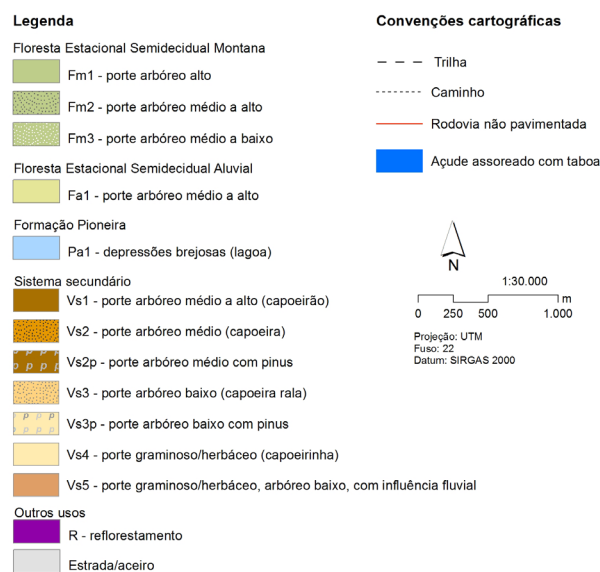 Legenda
Floresta Estacional Semidecidual Montana
Fm1 - porte arbóreo alto
Fm2 - porte arbóreo médio a alto
Fm3 - porte arbóreo médio a baixo
Floresta Estacional Semidecidual Aluvial
Fa1 - porte arbóreo médio a alto
Formação Pioneira
Pa1 - depressões brejosas (lagoa)
Sistema secundário
Vs1 - porte arbóreo médio a alto (capoeirão)
Vs2 - porte arbóreo médio (capoeira)
p p p p
p p p
Vs2p - porte arbóreo médio com pinus
Vs3 - porte arbóreo baixo (capoeira rala)
p p p
p p p p
Vs3p - porte arbóreo baixo com pinus
Vs4 - porte graminoso/herbáceo (capoeirinha)
Vs5 - porte graminoso/herbáceo, arbóreo baixo, com influência fluvial
Outros usos
R - reflorestamento
Estrada/aceiro
Convenções cartográficas
Trilha
Caminho
Rodovia não pavimentada
Açude assoreado com taboa
N
1:30.000
0 250 500 1.000 m
Projeção: UTM
Fuso: 22
Datum: SIRGAS 2000